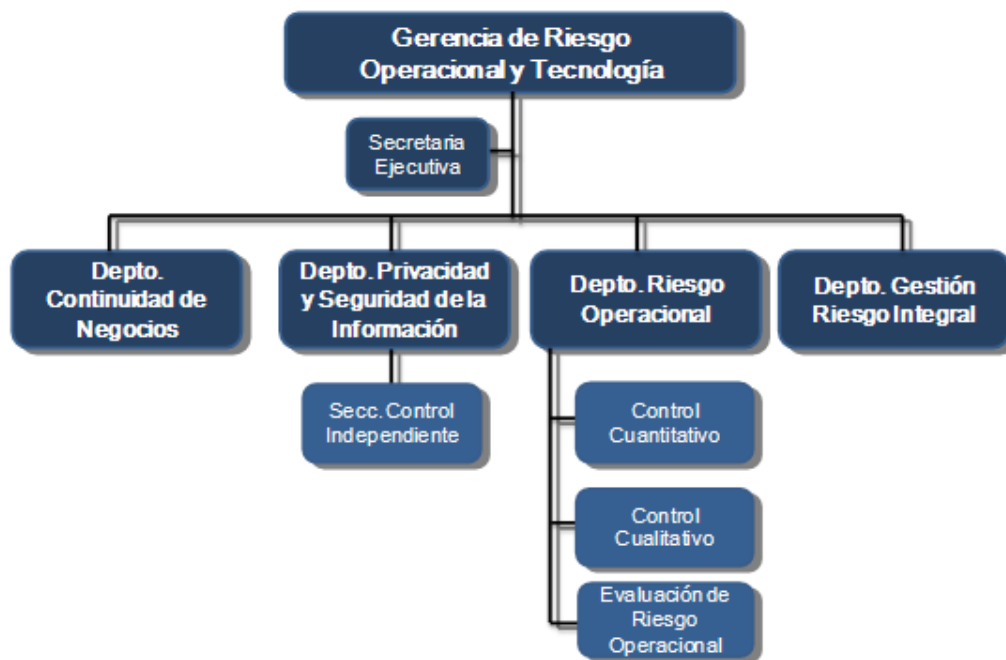 Gerencia de Riesgo
Operacional y Tecnología
Secretaria
Ejecutiva
Depto.
Continuidad de
Negocios
Depto. Privacidad
y Seguridad de la
Información
Depto. Riesgo
Operacional
Depto. Gestión
Riesgo Integral
Secc. Control
Independiente
Control
Cuantitativo
Control
Cualitativo
Evaluación de
Riesgo
Operacional